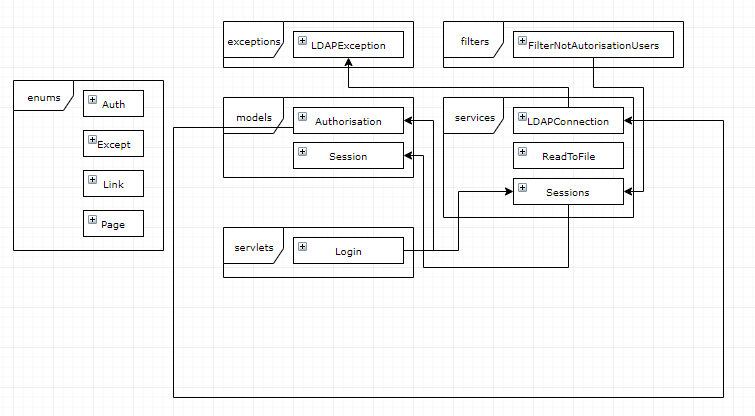 exceptions
LDAPException
filters
FilterNotAutorisationUsers
enums
Auth
Except
Link
Page
models
Authorisation
Session
services
LDAPConnection
ReadToFile
Sessions
servlets
Login